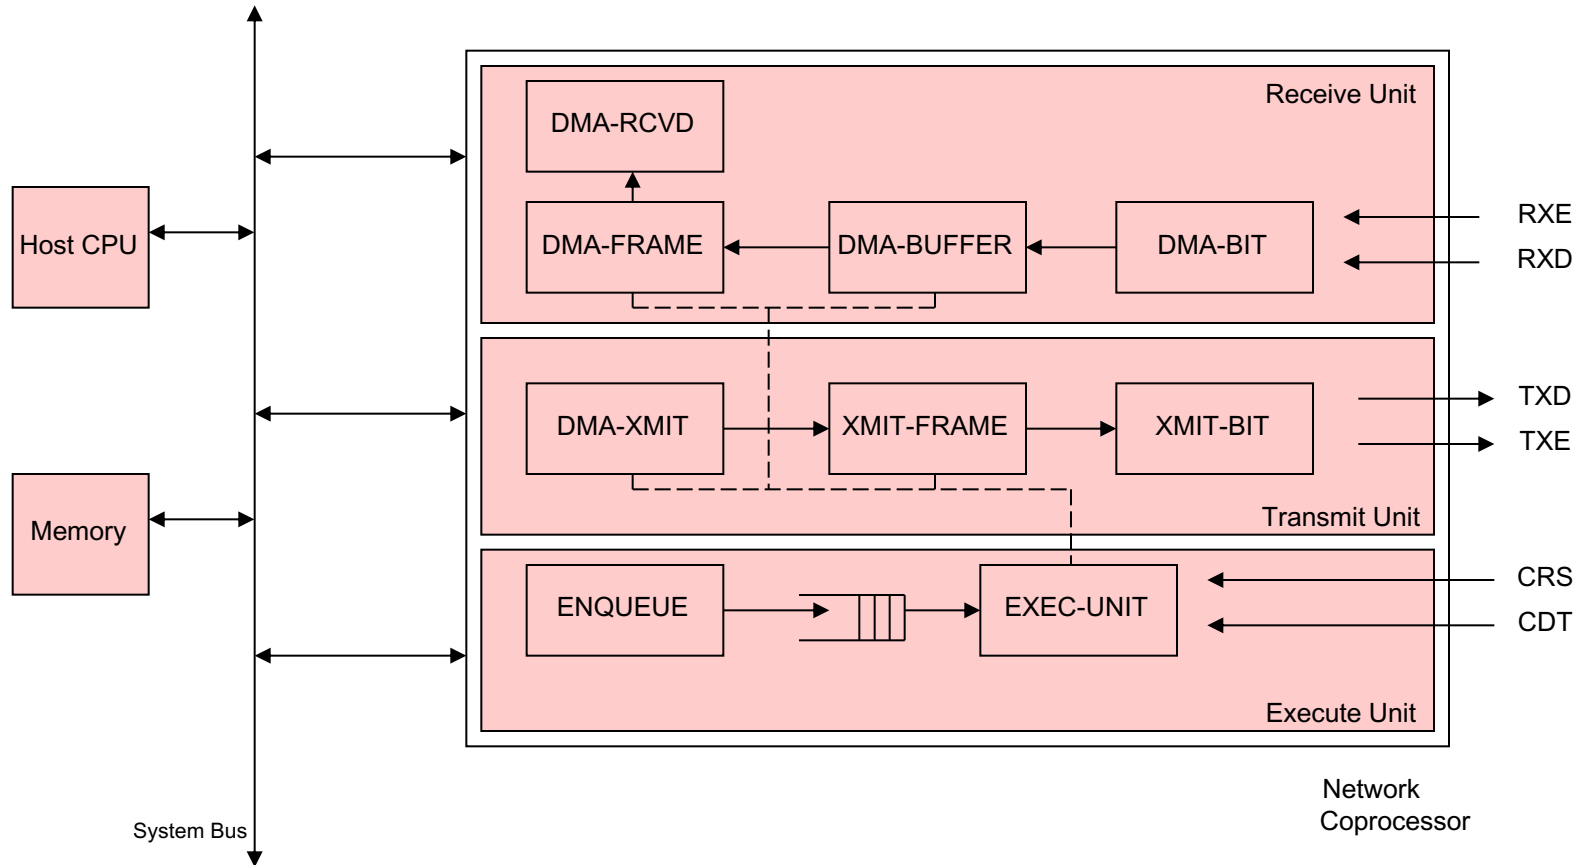 Receive Unit
DMA-RCVD
Host CPU
DMA-FRAME
DMA-BUFFER
DMA-BIT
RXE
RXD
DMA-XMIT
XMIT-FRAME
XMIT-BIT
TXD
TXE
Memory
Transmit Unit
ENQUEUE
EXEC-UNIT
CRS
CDT
Execute Unit
Network
Coprocessor
System Bus